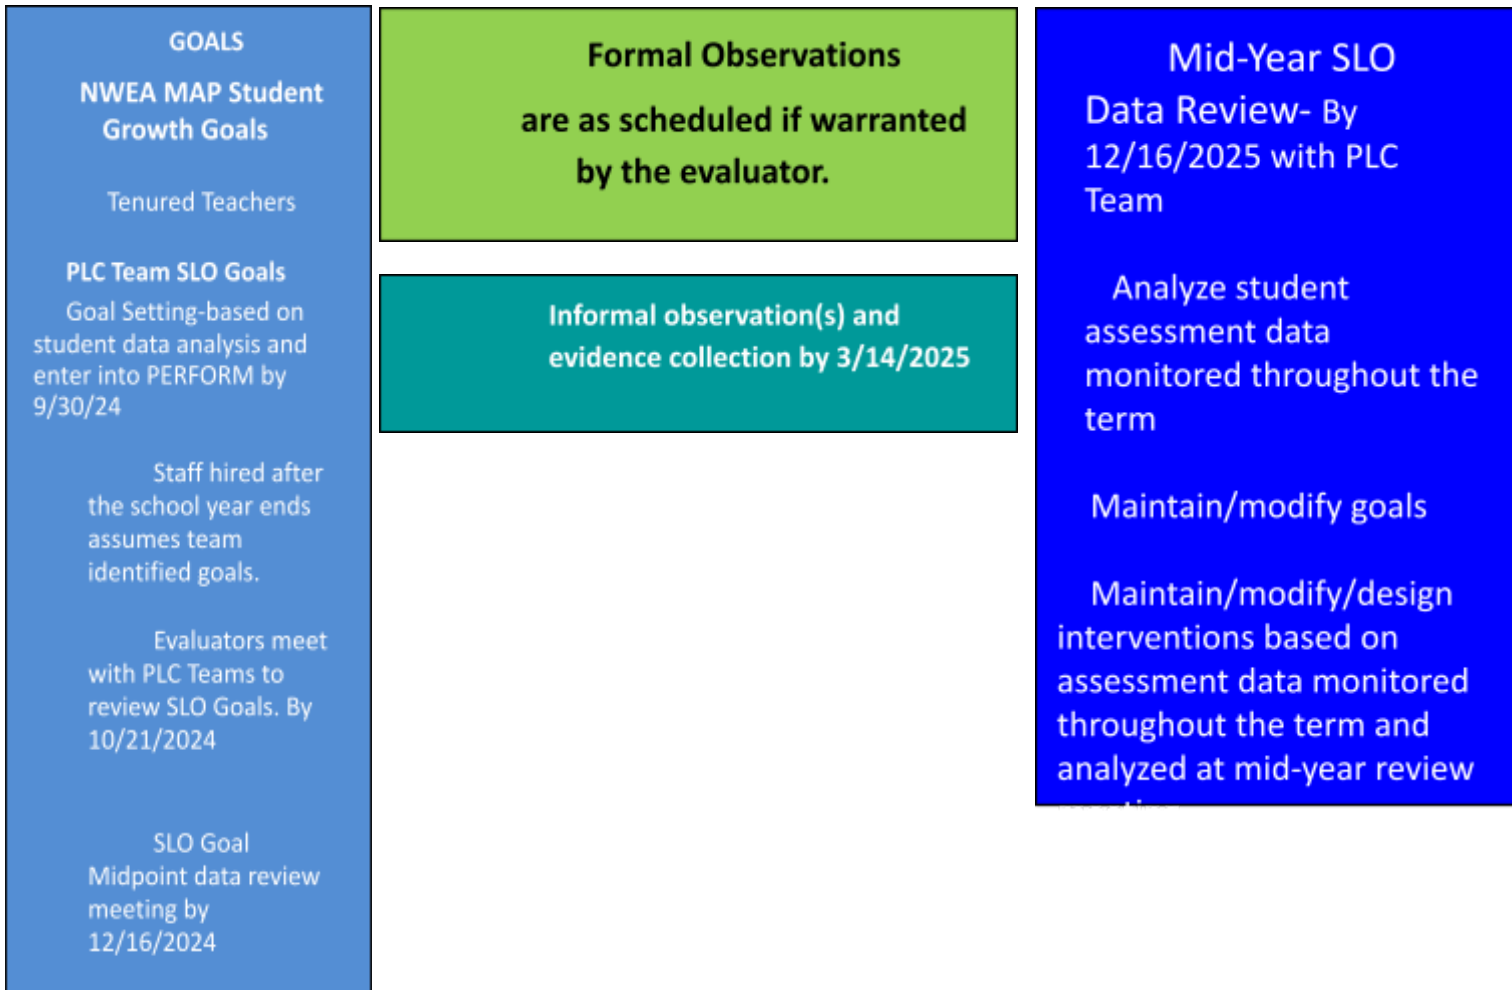 GOALS
NWEA MAP Student
Growth Goals
Tenured Teachers
PLC Team SLO Goals
Goal Setting-based on
student data analysis and
enter into PERFORM by
9/30/24
Staff hired after
the school year ends
assumes team
identified goals.
Evaluators meet
with PLC Teams to
review SLO Goals. By
10/21/2024
SLO Goal
Midpoint data review
meeting by
12/16/2024
Formal Observations
are as scheduled if warranted
by the evaluator.
Informal observation(s) and
evidence collection by 3/14/2025
Mid-Year SLO
Data Review- By
12/16/2025 with PLC
Team
Analyze student
assessment data
monitored throughout the
term
Maintain/modify goals
Maintain/modify/design
interventions based on
assessment data monitored
throughout the term and
analyzed at mid-year review